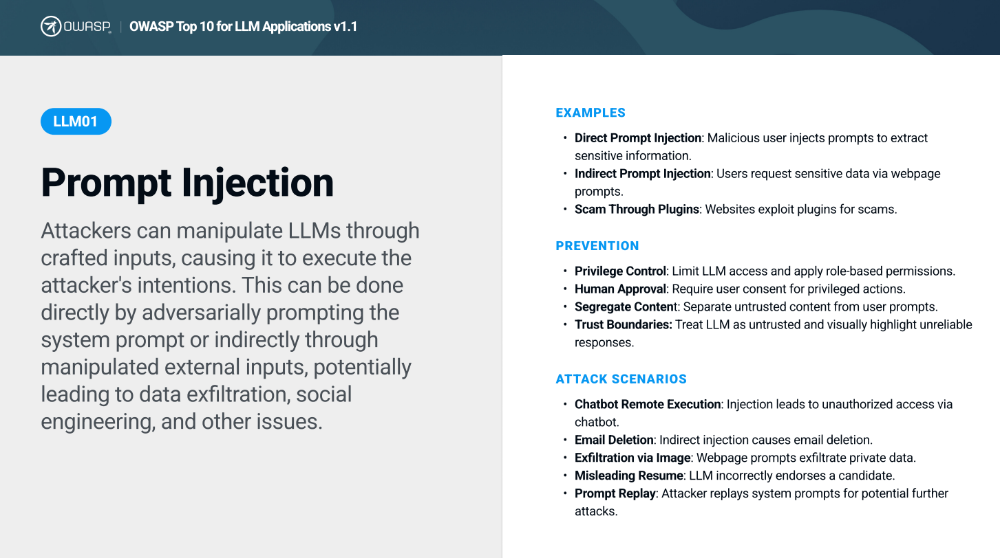 OWASP
OWASP Top 10 for LLM Applications v1.1
LLM01
Prompt Injection
Attackers can manipulate LLMs through
crafted inputs, causing it to execute the
attacker's intentions. This can be done
directly by adversarially prompting the
system prompt or indirectly through
manipulated external inputs, potentially
leading to data exfiltration, social
engineering, and other issues.
EXAMPLES
• Direct Prompt Injection: Malicious user injects prompts to extract
sensitive information.
• Indirect Prompt Injection: Users request sensitive data via webpage
prompts.
• Scam Through Plugins: Websites exploit plugins for scams.
PREVENTION
• Privilege Control: Limit LLM access and apply role-based permissions.
• Human Approval: Require user consent for privileged actions.
• Segregate Content: Separate untrusted content from user prompts.
• Trust Boundaries: Treat LLM as untrusted and visually highlight unreliable
responses.
ATTACK SCENARIOS
• Chatbot Remote Execution: Injection leads to unauthorized access via
chatbot.
• Email Deletion: Indirect injection causes email deletion.
• Exfiltration via Image: Webpage prompts exfiltrate private data.
• Misleading Resume: LLM incorrectly endorses a candidate.
• Prompt Replay: Attacker replays system prompts for potential further
attacks.